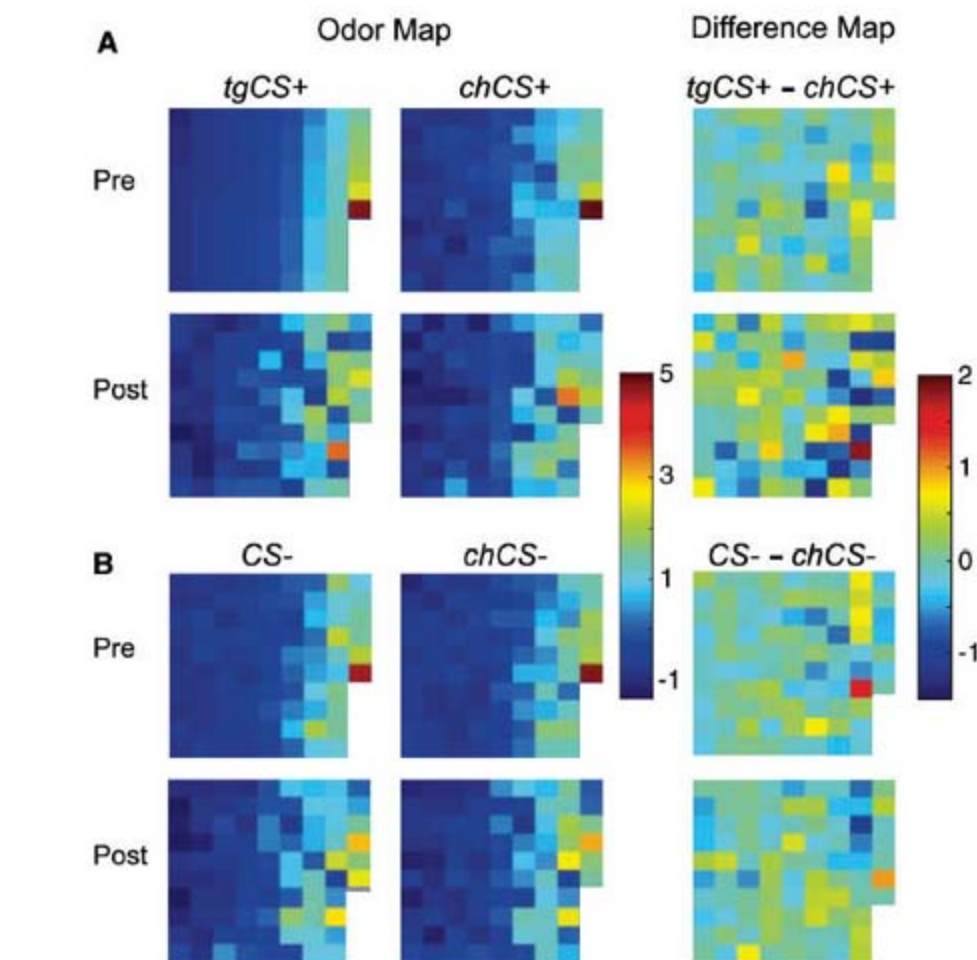 A
Odor Map
Difference Map
tgCS+
chCS+
tgCS+ - chCS+
Pre
Post
5
3
1
-1
2
1
0
-1
B
CS-
chCS-
CS- - chCS-
Pre
Post